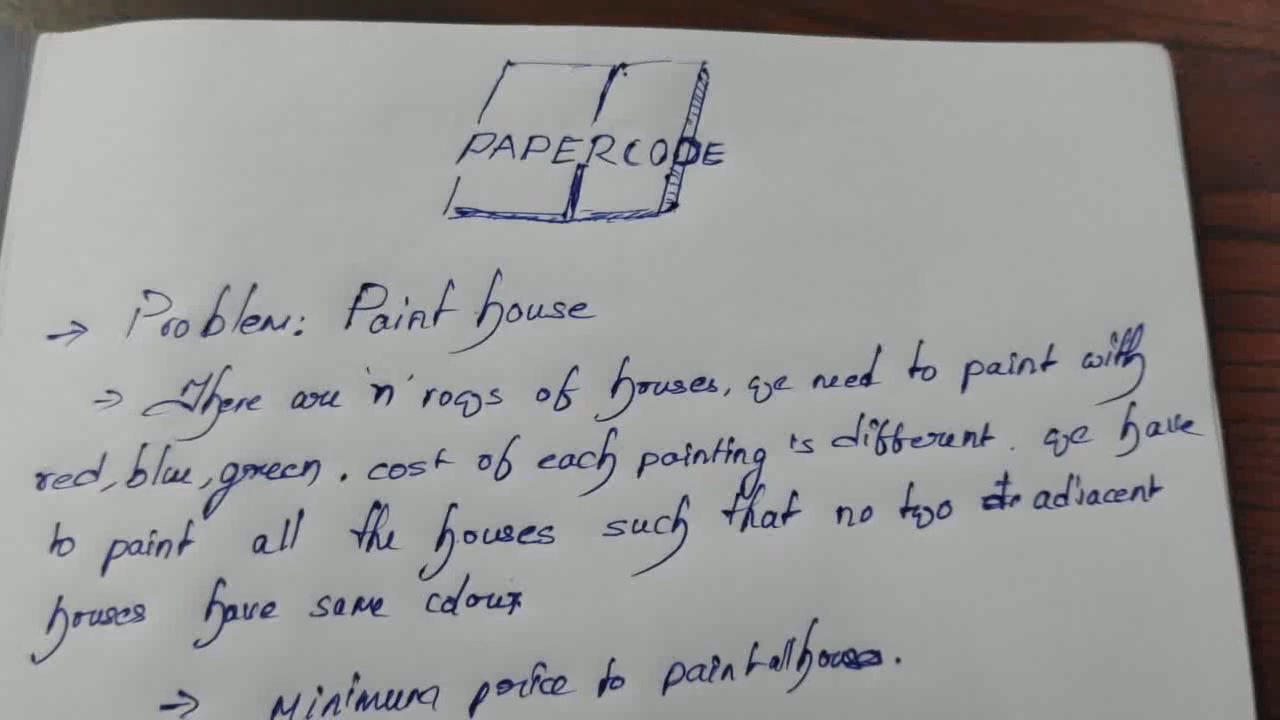 PAPERCODE
→ Problem: Paint house
→ There are 'n' rows of houses, we need to paint with
red, blue, green. cost of each painting is different. we have
to paint all the houses such that no two adjacent
houses have same colour
→ Minimum price to paint all house.